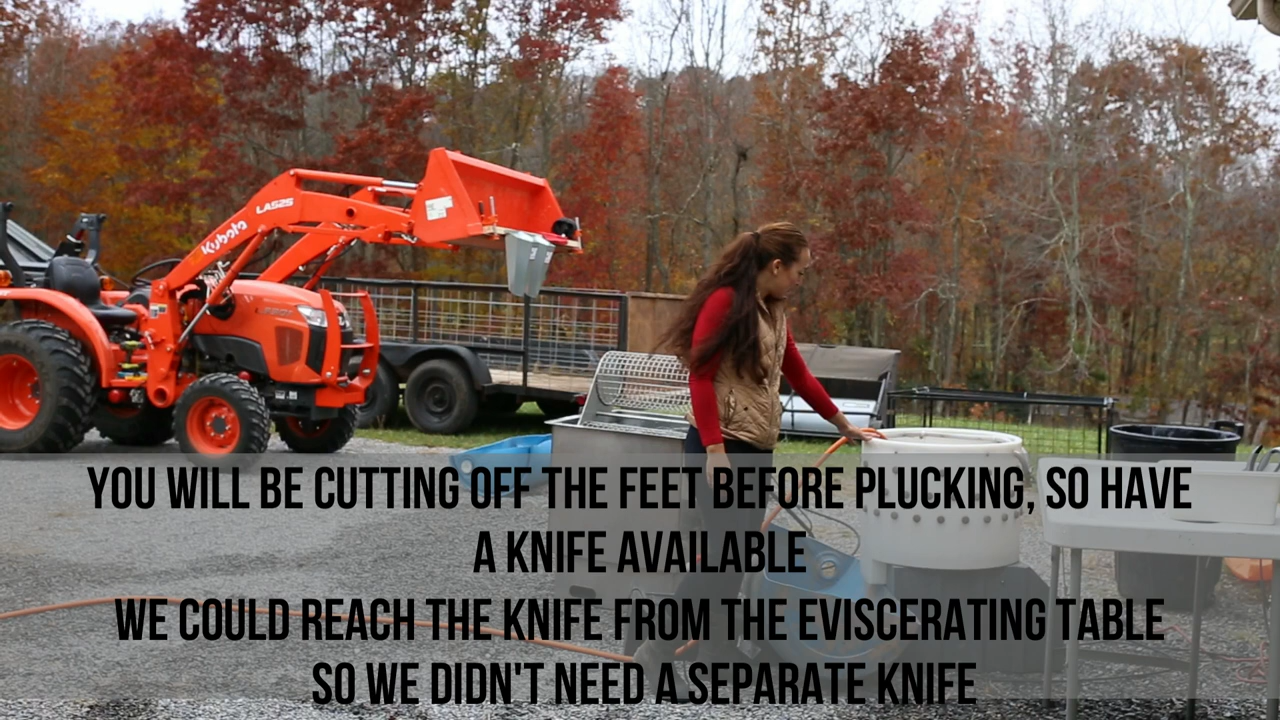 LA525
Kubota
YOU WILL BE CUTTING OFF THE FEET BEFORE PLUCKING, SO HAVE
A KNIFE AVAILABLE
WE COULD REACH THE KNIFE FROM THE EVISCERATING TABLE
SO WE DIDN'T NEED A SEPARATE KNIFE